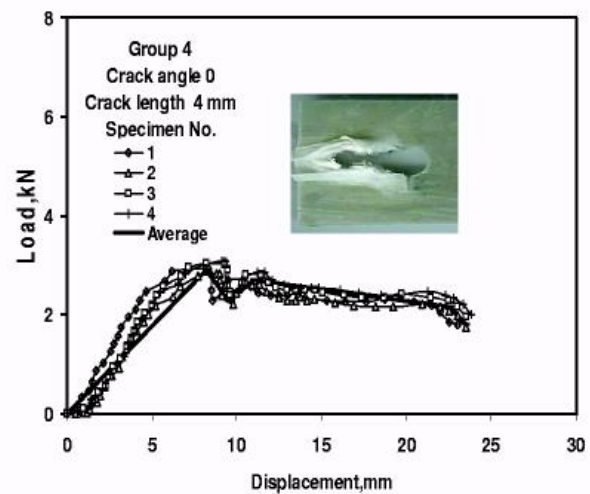 8
6
4
2
0
Load,kN
Group 4
Crack angle 0
Crack length 4 mm
Specimen No.
1
2
3
4
Average
0 5 10 15 20 25 30
Displacement,mm